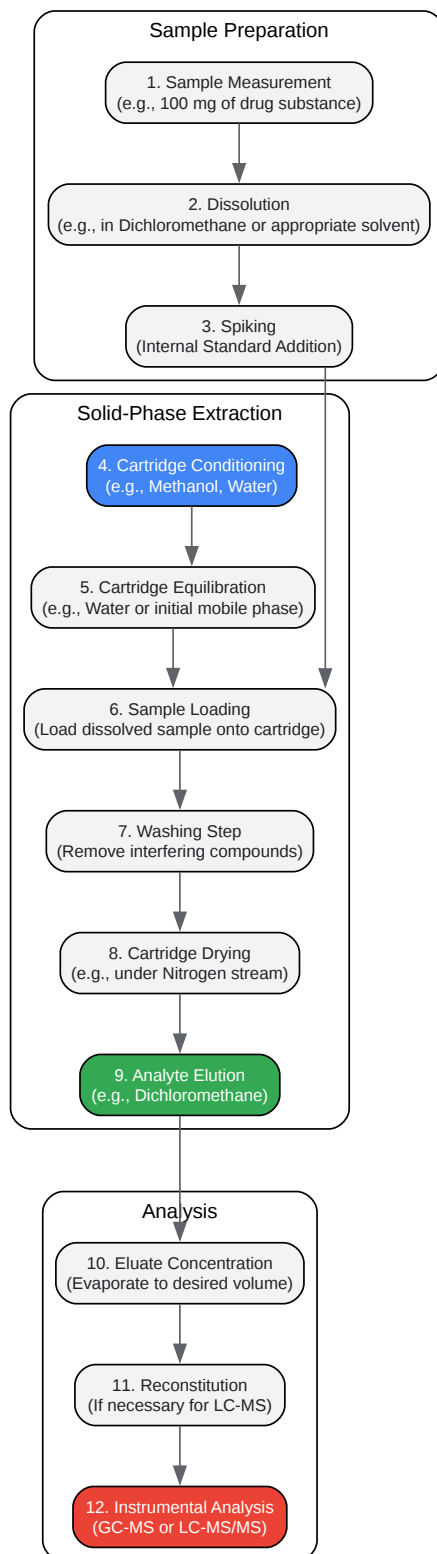 Sample Preparation
1. Sample Measurement
(e.g., 100 mg of drug substance)
2. Dissolution
(e.g., in Dichloromethane or appropriate solvent)
3. Spiking
(Internal Standard Addition)
Solid-Phase Extraction
4. Cartridge Conditioning
(e.g., Methanol, Water)
5. Cartridge Equilibration
(e.g., Water or initial mobile phase)
6. Sample Loading
(Load dissolved sample onto cartridge)
7. Washing Step
(Remove interfering compounds)
8. Cartridge Drying
(e.g., under Nitrogen stream)
9. Analyte Elution
(e.g., Dichloromethane)
Analysis
10. Eluate Concentration
(Evaporate to desired volume)
11. Reconstitution
(If necessary for LC-MS)
12. Instrumental Analysis
(GC-MS or LC-MS/MS)